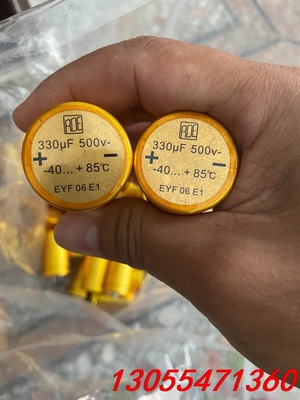 ROE
330µF 500v-
+ −
-40...+85℃
EYF 06 E1
ROE
330µF 500v-
+ −
-40...+85℃
EYF 06 E1
13055471360